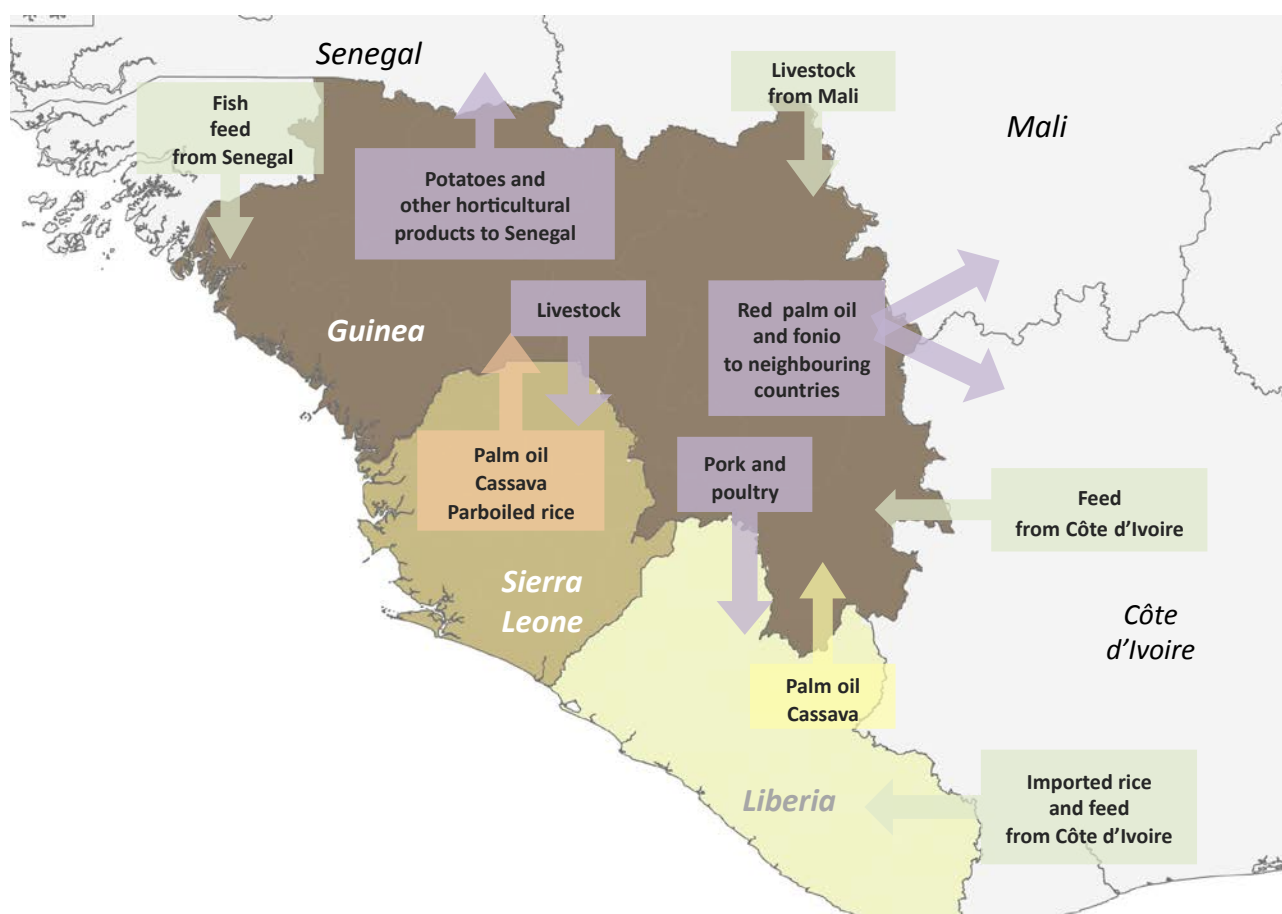 Senegal
Livestock
from Mali
Fish
feed
from Senegal
Mali
Potatoes and
other horticultural
products to Senegal
Livestock
Red palm oil
and fonio
to neighbouring
countries
Guinea
Palm oil
Cassava
Parboiled rice
Pork and
poultry
Feed
from Côte d’Ivoire
Sierra
Leone
Côte
d’Ivoire
Palm oil
Cassava
Liberia
Imported rice
and feed
from Côte d’Ivoire